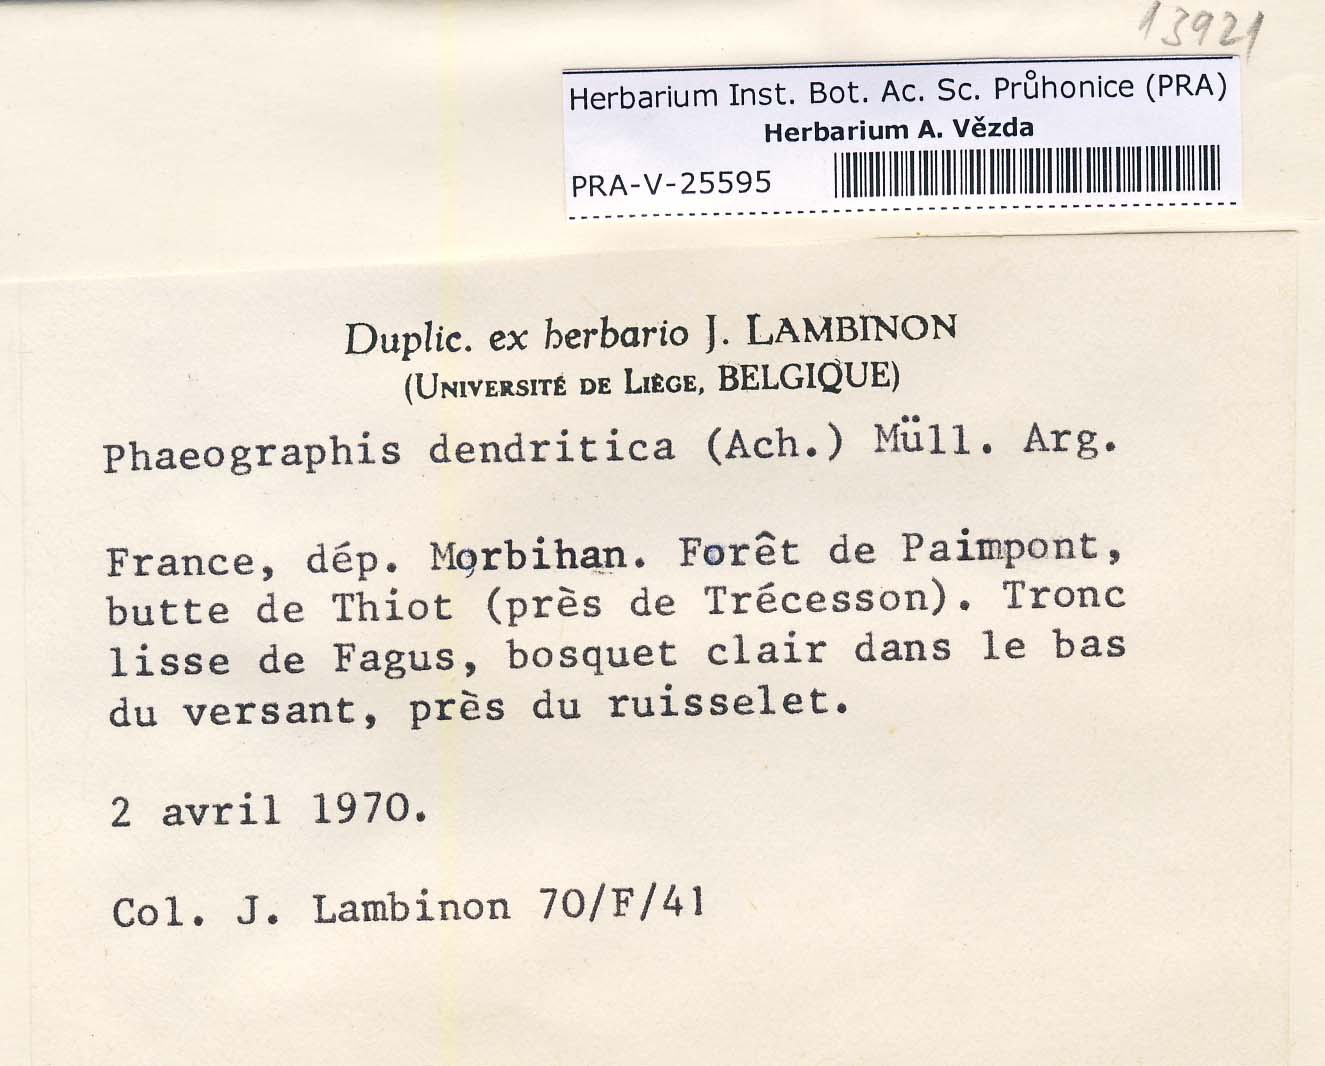 13921
Herbarium Inst. Bot. Ac. Sc. Průhonice (PRA)
Herbarium A. Vězda
PRA-V-25595
Duplic. ex herbario J. LAMBINON
(UNIVERSITÉ DE LIÈGE, BELGIQUE)
Phaeographis dendritica (Ach.) Müll. Arg.
France, dép. Morbihan. Forêt de Paimpont,
butte de Thiot (près de Trécesson). Tronc
lisse de Fagus, bosquet clair dans le bas
du versant, près du ruisselet.
2 avril 1970.
Col. J. Lambinon 70/F/41